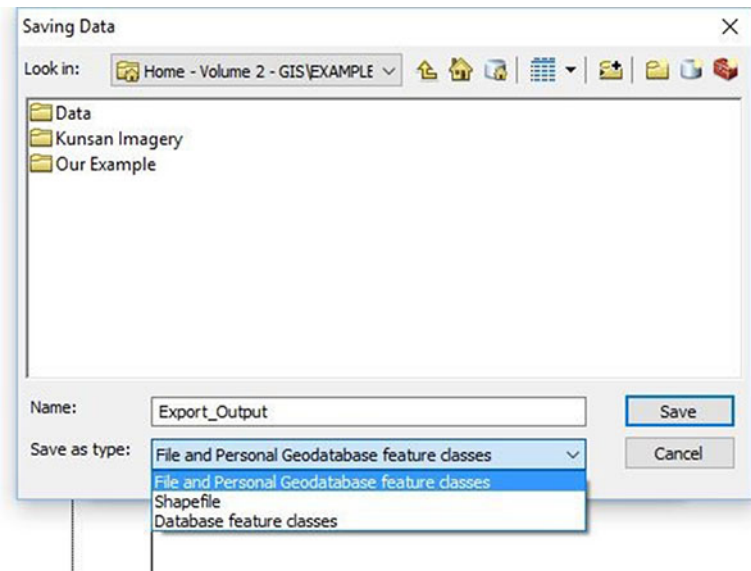 Saving Data
Look in: Home - Volume 2 - GIS\EXAMPLE
Data
Kunsan Imagery
Our Example
Name: Export_Output Save
Save as type: File and Personal Geodatabase feature classes Cancel
File and Personal Geodatabase feature classes
Shapefile
Database feature classes